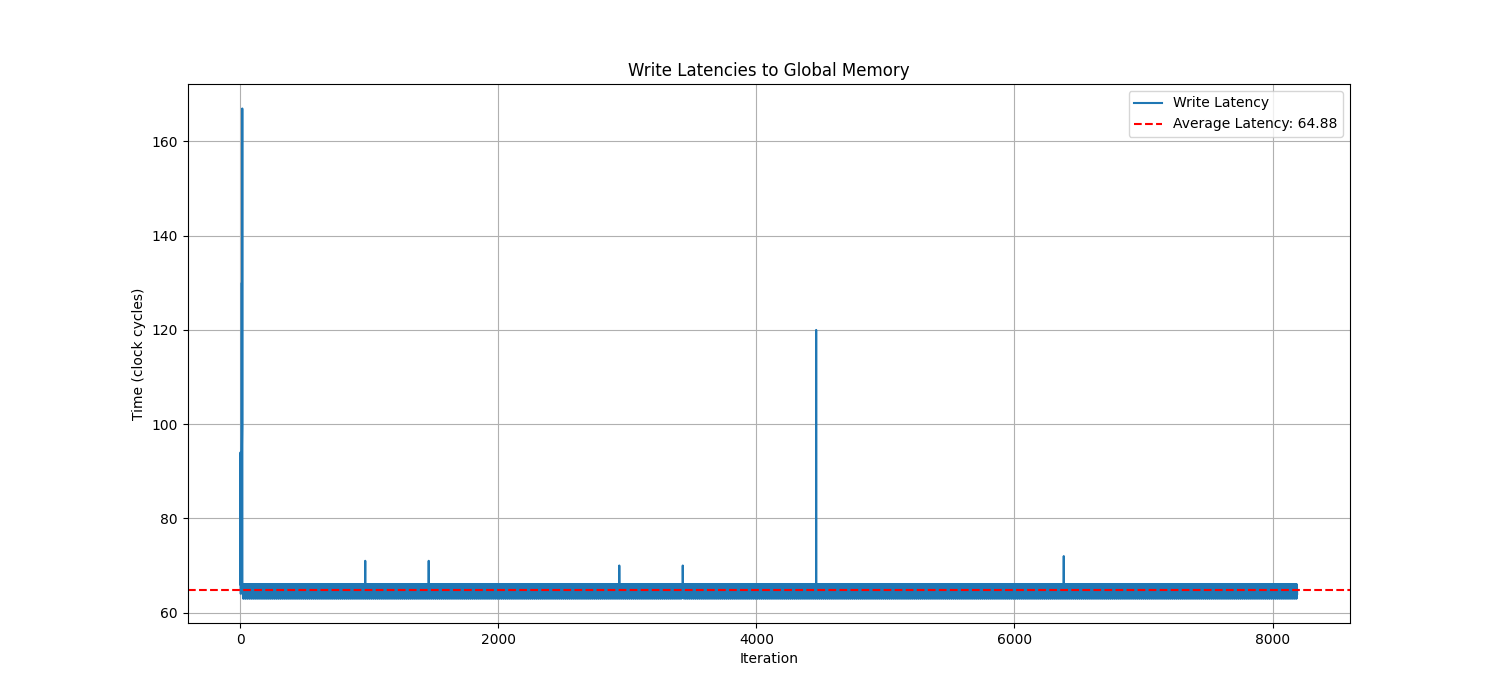 Write Latencies to Global Memory
Write Latency
Average Latency: 64.88
Time (clock cycles)
160
140
120
100
80
60
0
2000
4000
6000
8000
Iteration